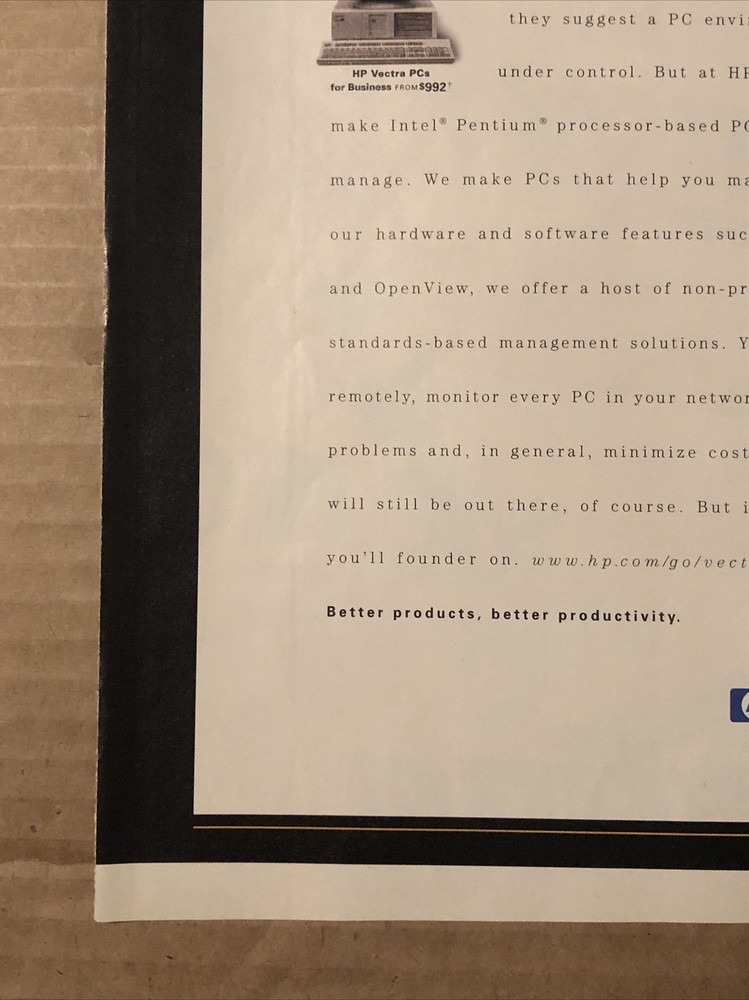 they suggest a PC envi
HP Vectra PCs
for Business FROM $992†
under control. But at HP
make Intel® Pentium® processor-based PC
manage. We make PCs that help you ma
our hardware and software features suc
and OpenView, we offer a host of non-pr
standards-based management solutions. Y
remotely, monitor every PC in your networ
problems and, in general, minimize cost
will still be out there, of course. But i
you'll founder on. www.hp.com/go/vect
Better products, better productivity.